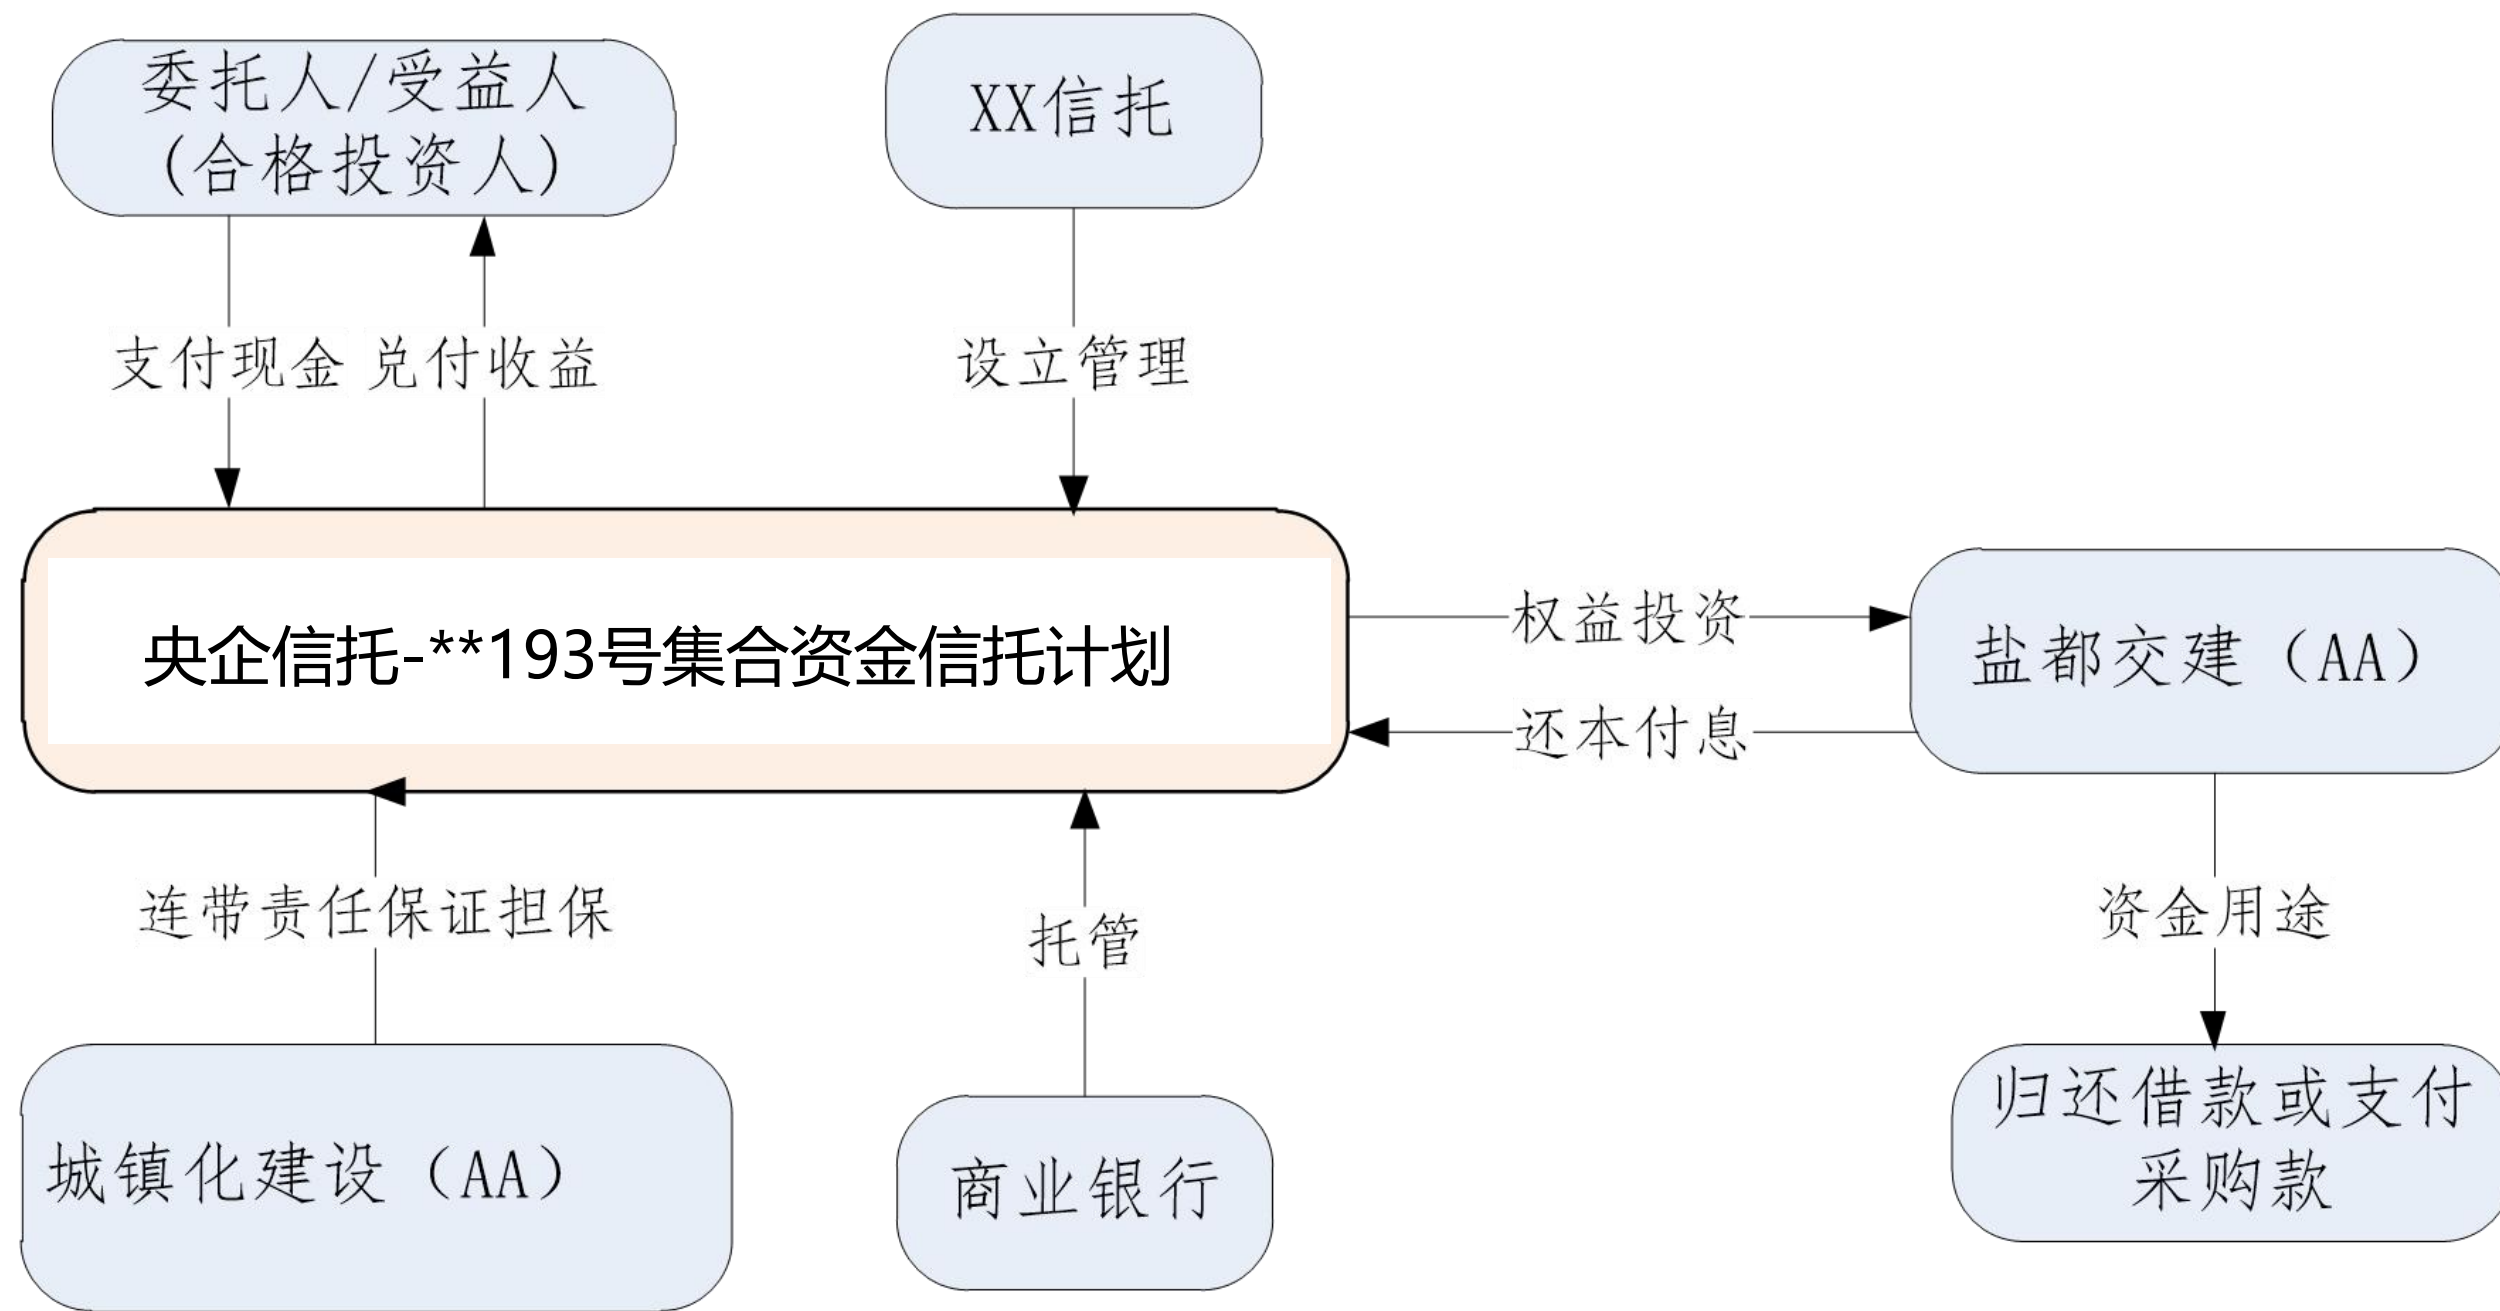 委托人/受益人
(合格投资人)
XX信托
支付现金
兑付收益
设立管理
央企信托-**193号集合资金信托计划
权益投资
还本付息
盐都交建（AA）
连带责任保证担保
托管
资金用途
城镇化建设（AA）
商业银行
归还借款或支付
采购款